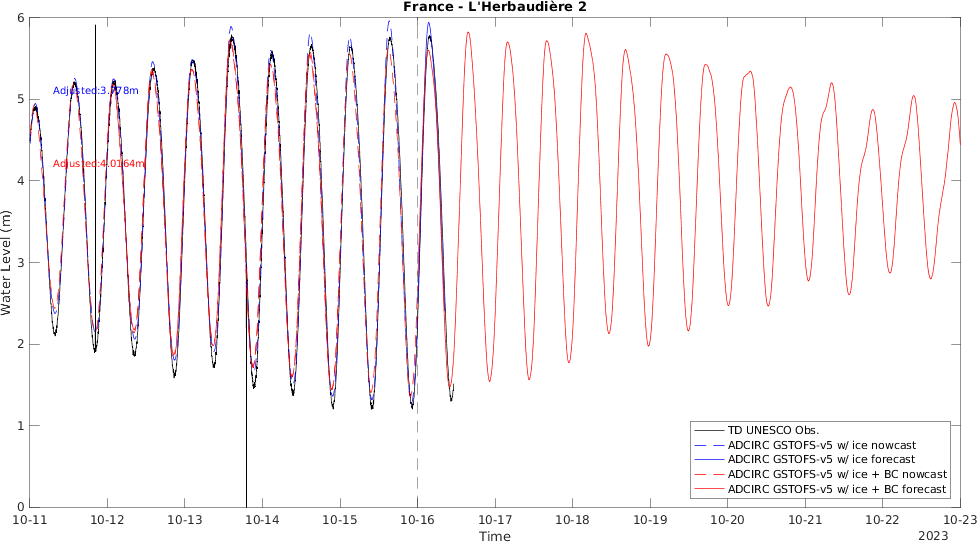 France - L'Herbaudière 2
6
5
4
3
2
1
0
Water Level (m)
Adjusted:3.778m
Adjusted:4.0164m
TD UNESCO Obs.
ADCIRC GSTOFS-v5 w/ ice nowcast
ADCIRC GSTOFS-v5 w/ ice forecast
ADCIRC GSTOFS-v5 w/ ice + BC nowcast
ADCIRC GSTOFS-v5 w/ ice + BC forecast
10-11 10-12 10-13 10-14 10-15 10-16 10-17 10-18 10-19 10-20 10-21 10-22 10-23
Time
2023